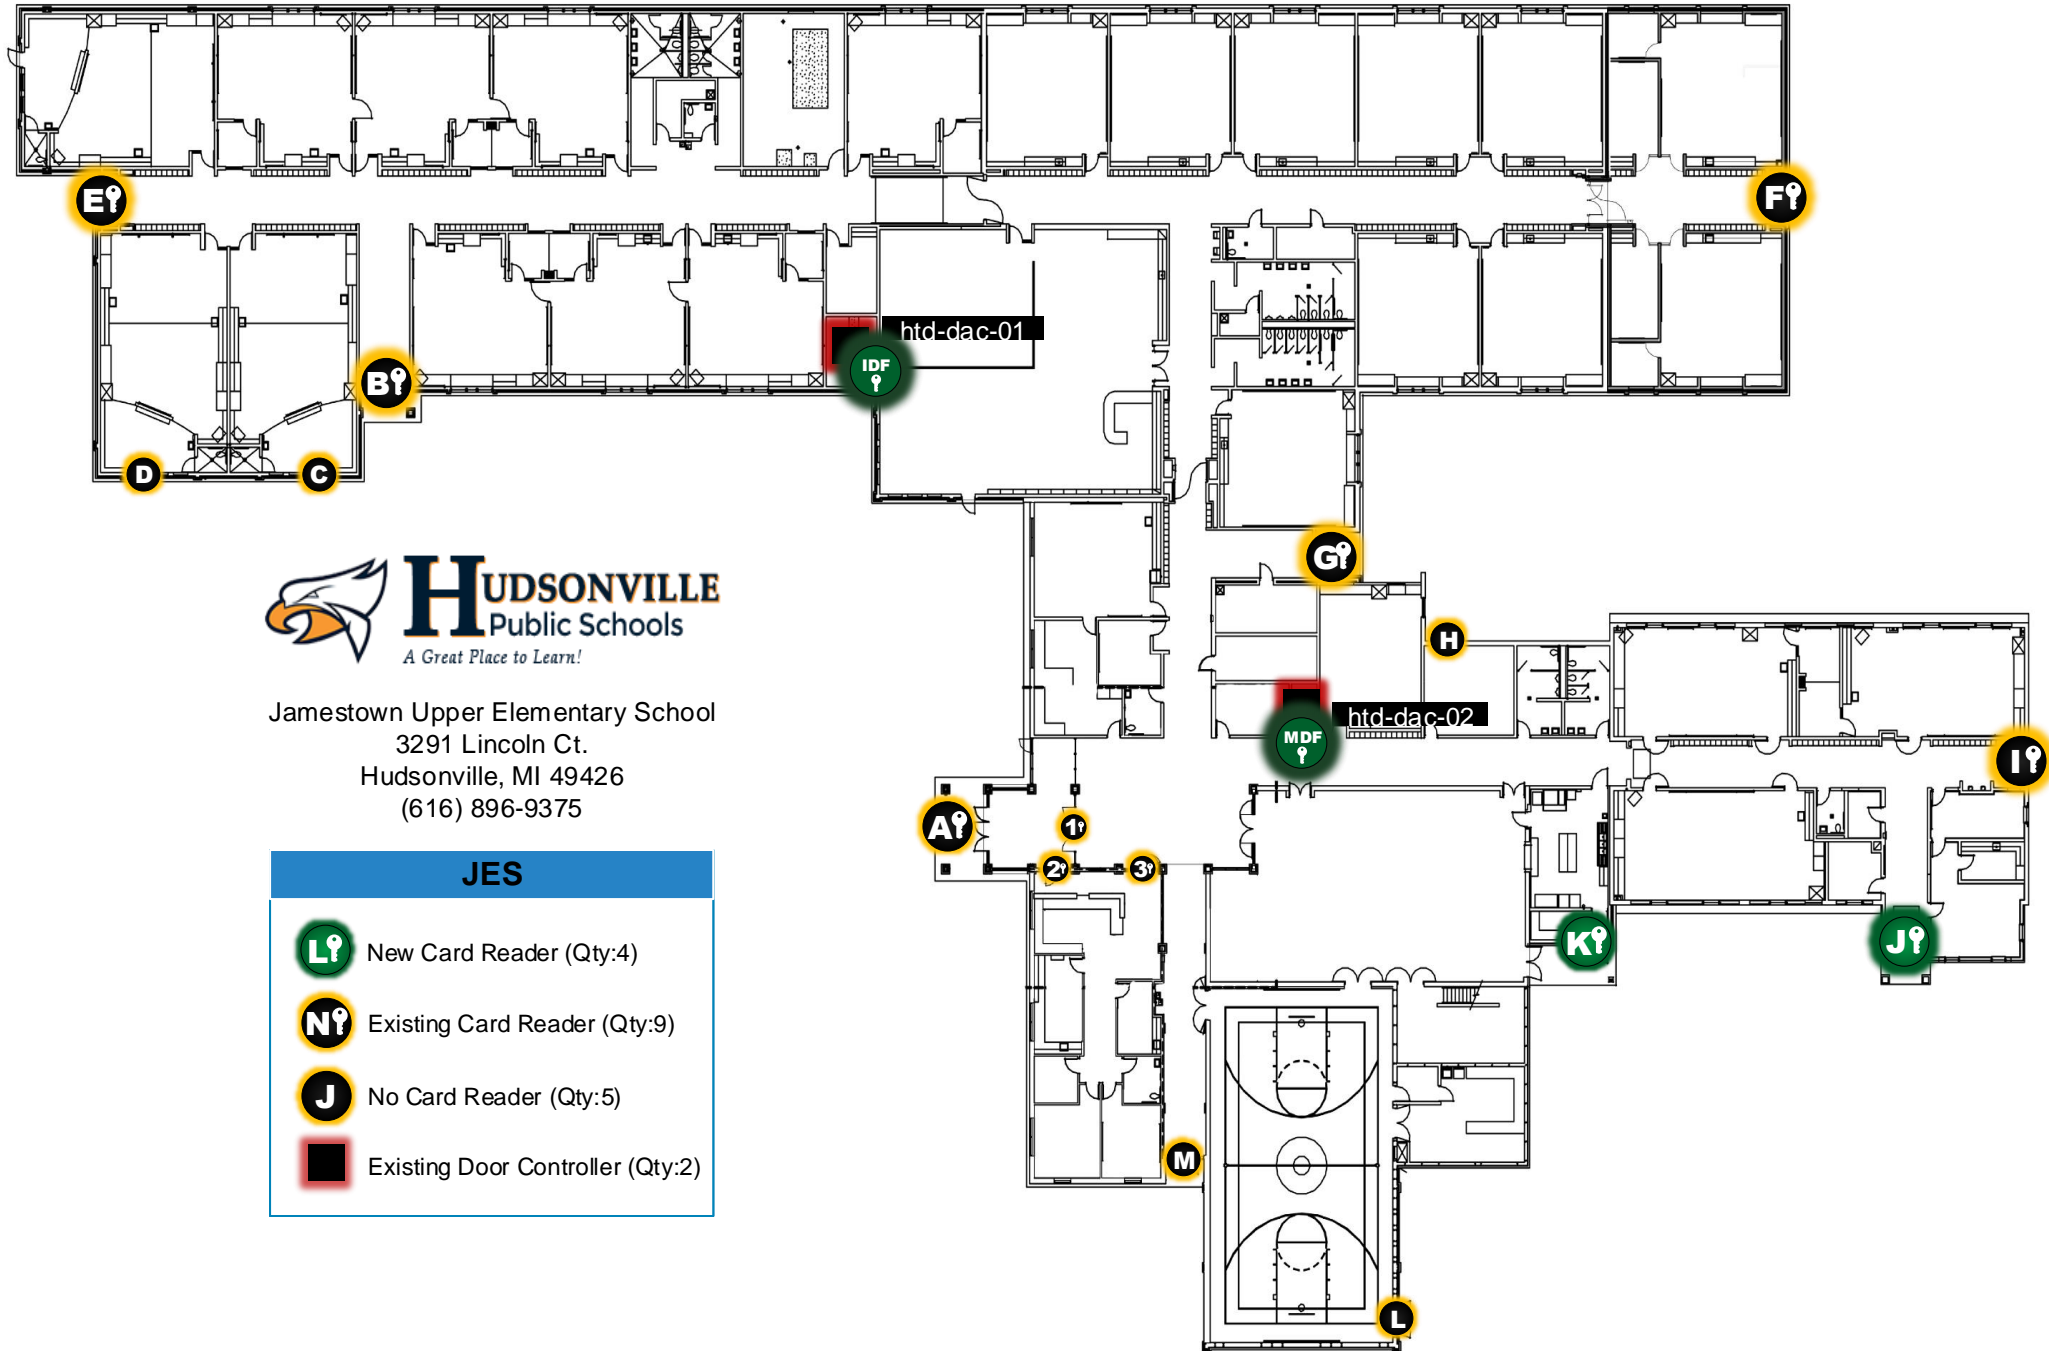 E
F
htd-dac-01
IDF
B
D
C
G
HUDSONVILLE
Public Schools
A Great Place to Learn!
H
Jamestown Upper Elementary School
3291 Lincoln Ct.
Hudsonville, MI 49426
(616) 896-9375
htd-dac-02
MDF
I
A
1
2
3
JES
L New Card Reader (Qty:4)
N Existing Card Reader (Qty:9)
J No Card Reader (Qty:5)
Existing Door Controller (Qty:2)
K
J
M
L